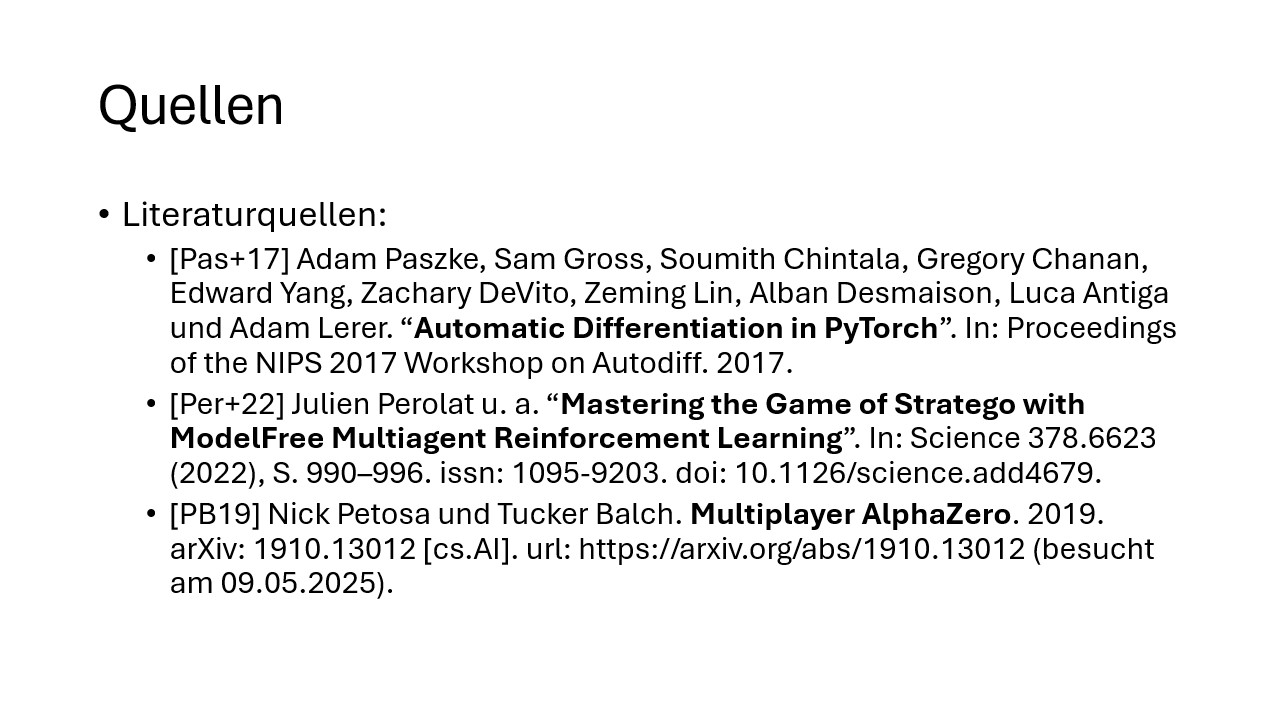 Quellen
• Literaturquellen:
• [Pas+17] Adam Paszke, Sam Gross, Soumith Chintala, Gregory Chanan,
Edward Yang, Zachary DeVito, Zeming Lin, Alban Desmaison, Luca Antiga
und Adam Lerer. “Automatic Differentiation in PyTorch”. In: Proceedings
of the NIPS 2017 Workshop on Autodiff. 2017.
• [Per+22] Julien Perolat u. a. “Mastering the Game of Stratego with
ModelFree Multiagent Reinforcement Learning”. In: Science 378.6623
(2022), S. 990–996. issn: 1095-9203. doi: 10.1126/science.add4679.
• [PB19] Nick Petosa und Tucker Balch. Multiplayer AlphaZero. 2019.
arXiv: 1910.13012 [cs.AI]. url: https://arxiv.org/abs/1910.13012 (besucht
am 09.05.2025).